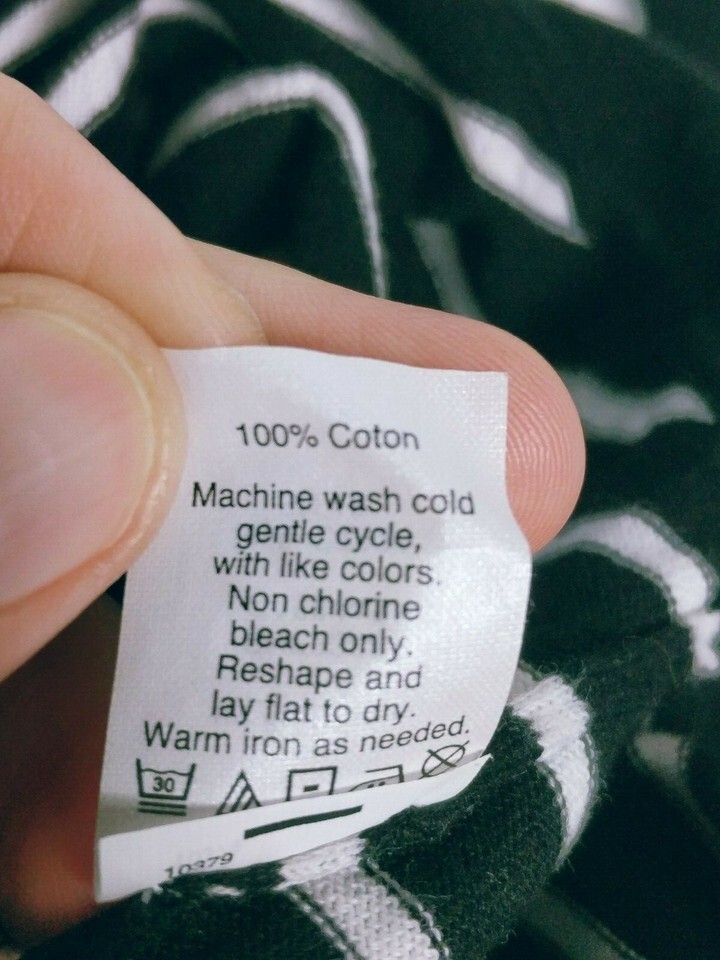 100% Coton
Machine wash cold
gentle cycle,
with like colors.
Non chlorine
bleach only.
Reshape and
lay flat to dry.
Warm iron as needed.
30
10379